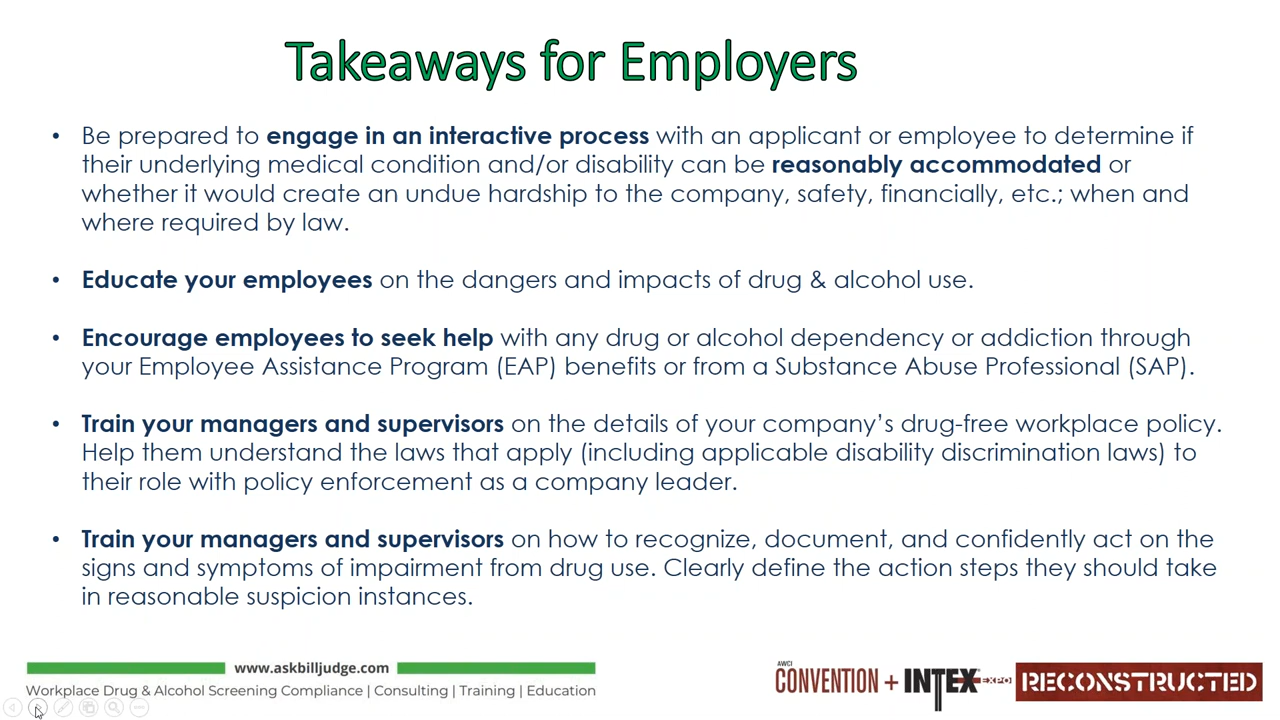 Takeaways for Employers
• Be prepared to engage in an interactive process with an applicant or employee to determine if
their underlying medical condition and/or disability can be reasonably accommodated or
whether it would create an undue hardship to the company, safety, financially, etc.; when and
where required by law.
• Educate your employees on the dangers and impacts of drug & alcohol use.
• Encourage employees to seek help with any drug or alcohol dependency or addiction through
your Employee Assistance Program (EAP) benefits or from a Substance Abuse Professional (SAP).
• Train your managers and supervisors on the details of your company’s drug-free workplace policy.
Help them understand the laws that apply (including applicable disability discrimination laws) to
their role with policy enforcement as a company leader.
• Train your managers and supervisors on how to recognize, document, and confidently act on the
signs and symptoms of impairment from drug use. Clearly define the action steps they should take
in reasonable suspicion instances.
www.askbilljudge.com
Workplace Drug & Alcohol Screening Compliance | Consulting | Training | Education
AWCI
CONVENTION + INTEX EXPO RECONSTRUCTED